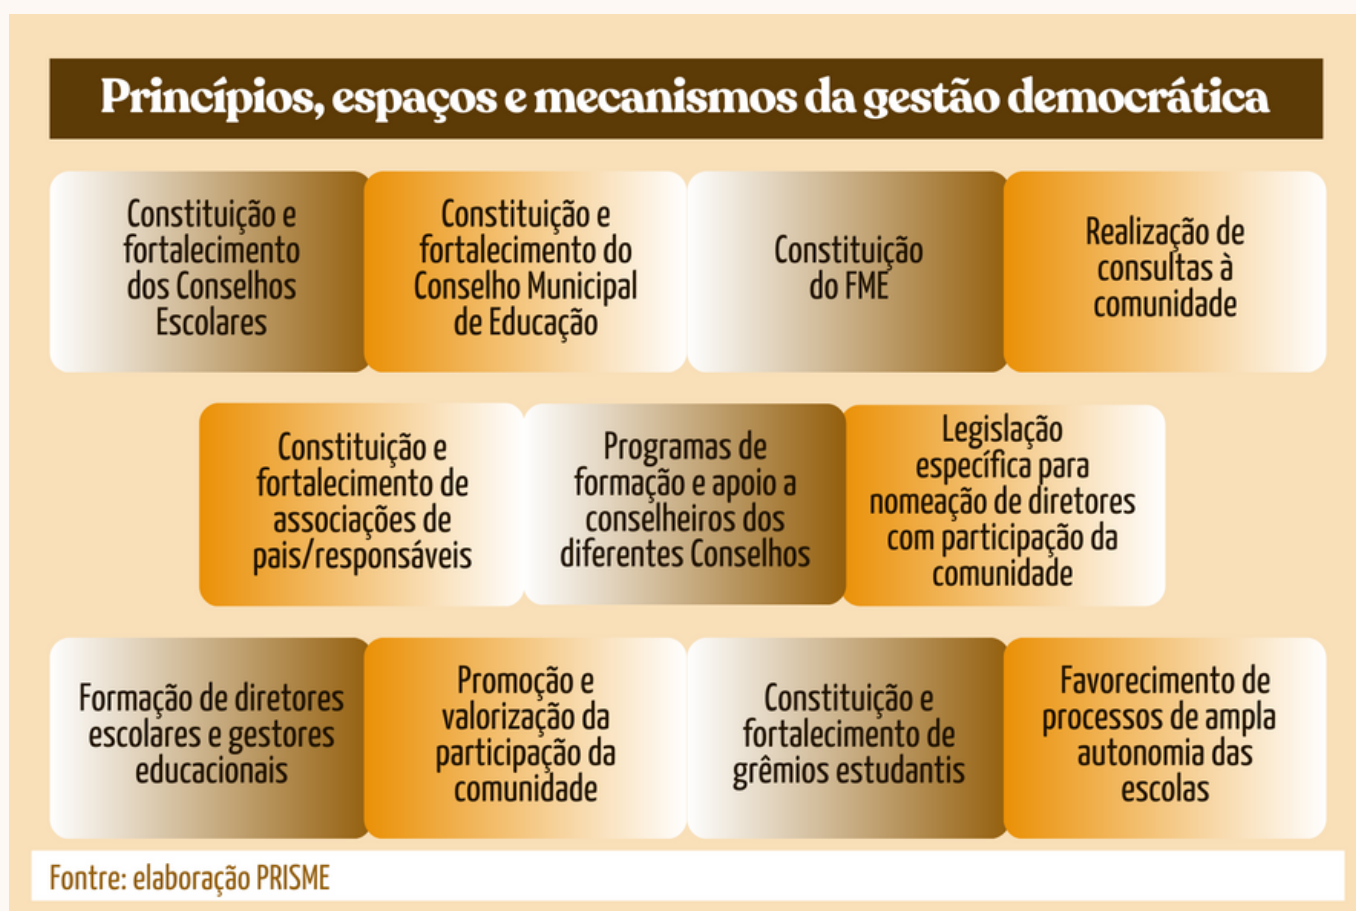 Princípios, espaços e mecanismos da gestão democrática
Constituição e
fortalecimento
dos Conselhos
Escolares
Constituição e
fortalecimento do
Conselho Municipal
de Educação
Constituição
do FME
Realização de
consultas à
comunidade
Constituição e
fortalecimento de
associações de
pais/responsáveis
Programas de
formação e apoio a
conselheiros dos
diferentes Conselhos
Legislação
específica para
nomeação de diretores
com participação da
comunidade
Formação de diretores
escolares e gestores
educacionais
Promoção e
valorização da
participação da
comunidade
Constituição e
fortalecimento de
grêmios estudantis
Favorecimento de
processos de ampla
autonomia das
escolas
Fontre: elaboração PRISME